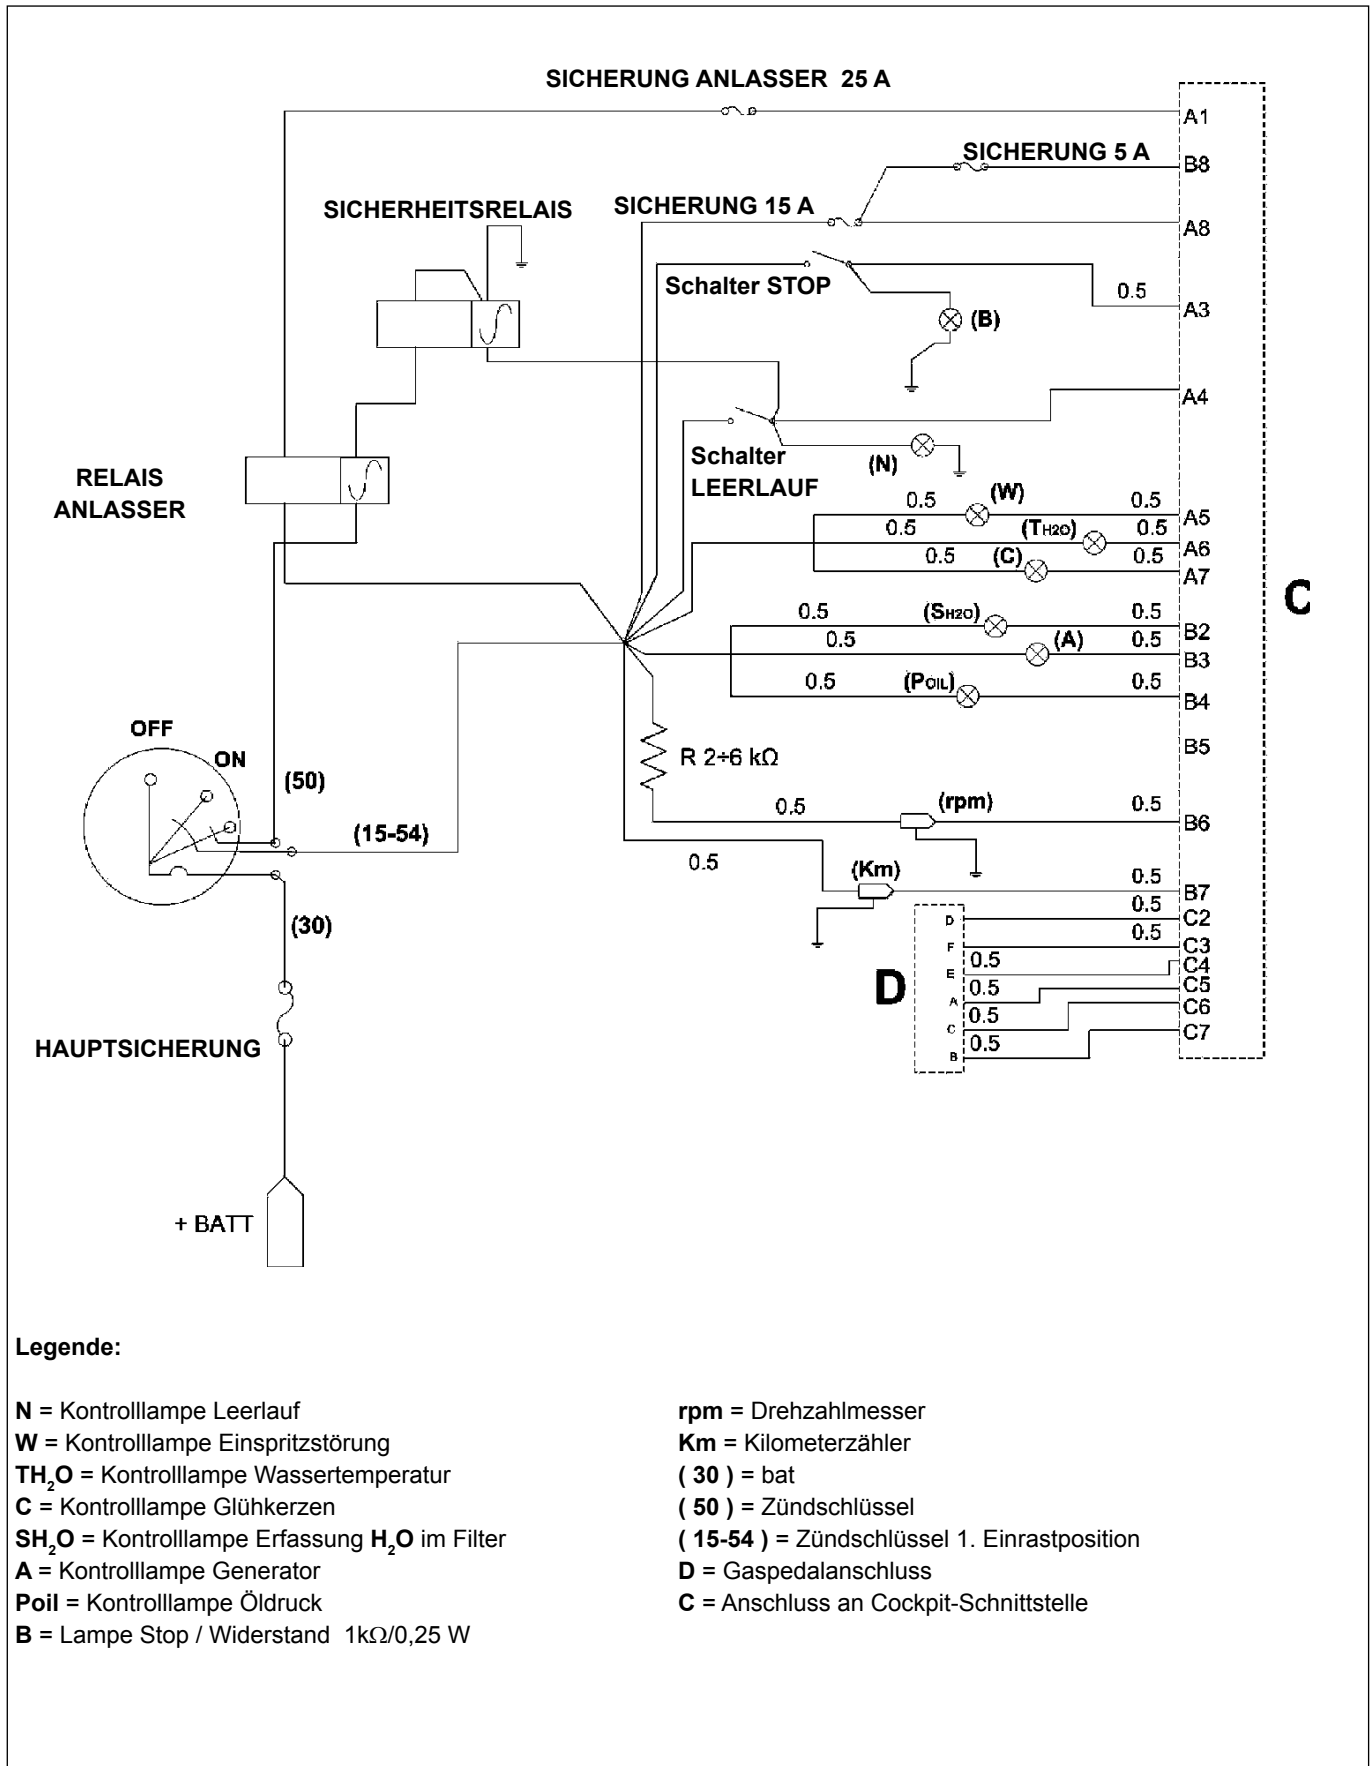 SICHERUNG ANLASSER 25 A
A1
SICHERUNG 5 A
B8
SICHERHEITSRELAIS
SICHERUNG 15 A
A8
Schalter STOP
0.5
A3
(B)
A4
Schalter
LEERLAUF
(N)
RELAIS
ANLASSER
0.5
(W)
0.5
A5
0.5
(TH2O)
0.5
A6
0.5
(C)
0.5
A7
C
0.5
(SH2O)
0.5
B2
0.5
(A)
0.5
B3
0.5
(POIL)
0.5
B4
B5
R 2÷6 kΩ
OFF
ON
(50)
(15-54)
(30)
0.5
(rpm)
0.5
B6
0.5
(Km)
0.5
B7
D
0.5
C2
F
0.5
C3
E
0.5
C4
A
0.5
C5
C
0.5
C6
B
0.5
C7
D
HAUPTSICHERUNG
+ BATT
Legende:
N = Kontrolllampe Leerlauf
W = Kontrolllampe Einspritzstörung
TH₂O = Kontrolllampe Wassertemperatur
C = Kontrolllampe Glühkerzen
SH₂O = Kontrolllampe Erfassung H₂O im Filter
A = Kontrolllampe Generator
Poil = Kontrolllampe Öldruck
B = Lampe Stop / Widerstand 1kΩ/0,25 W
rpm = Drehzahlmesser
Km = Kilometerzähler
( 30 ) = bat
( 50 ) = Zündschlüssel
( 15-54 ) = Zündschlüssel 1. Einrastposition
D = Gaspedalanschluss
C = Anschluss an Cockpit-Schnittstelle